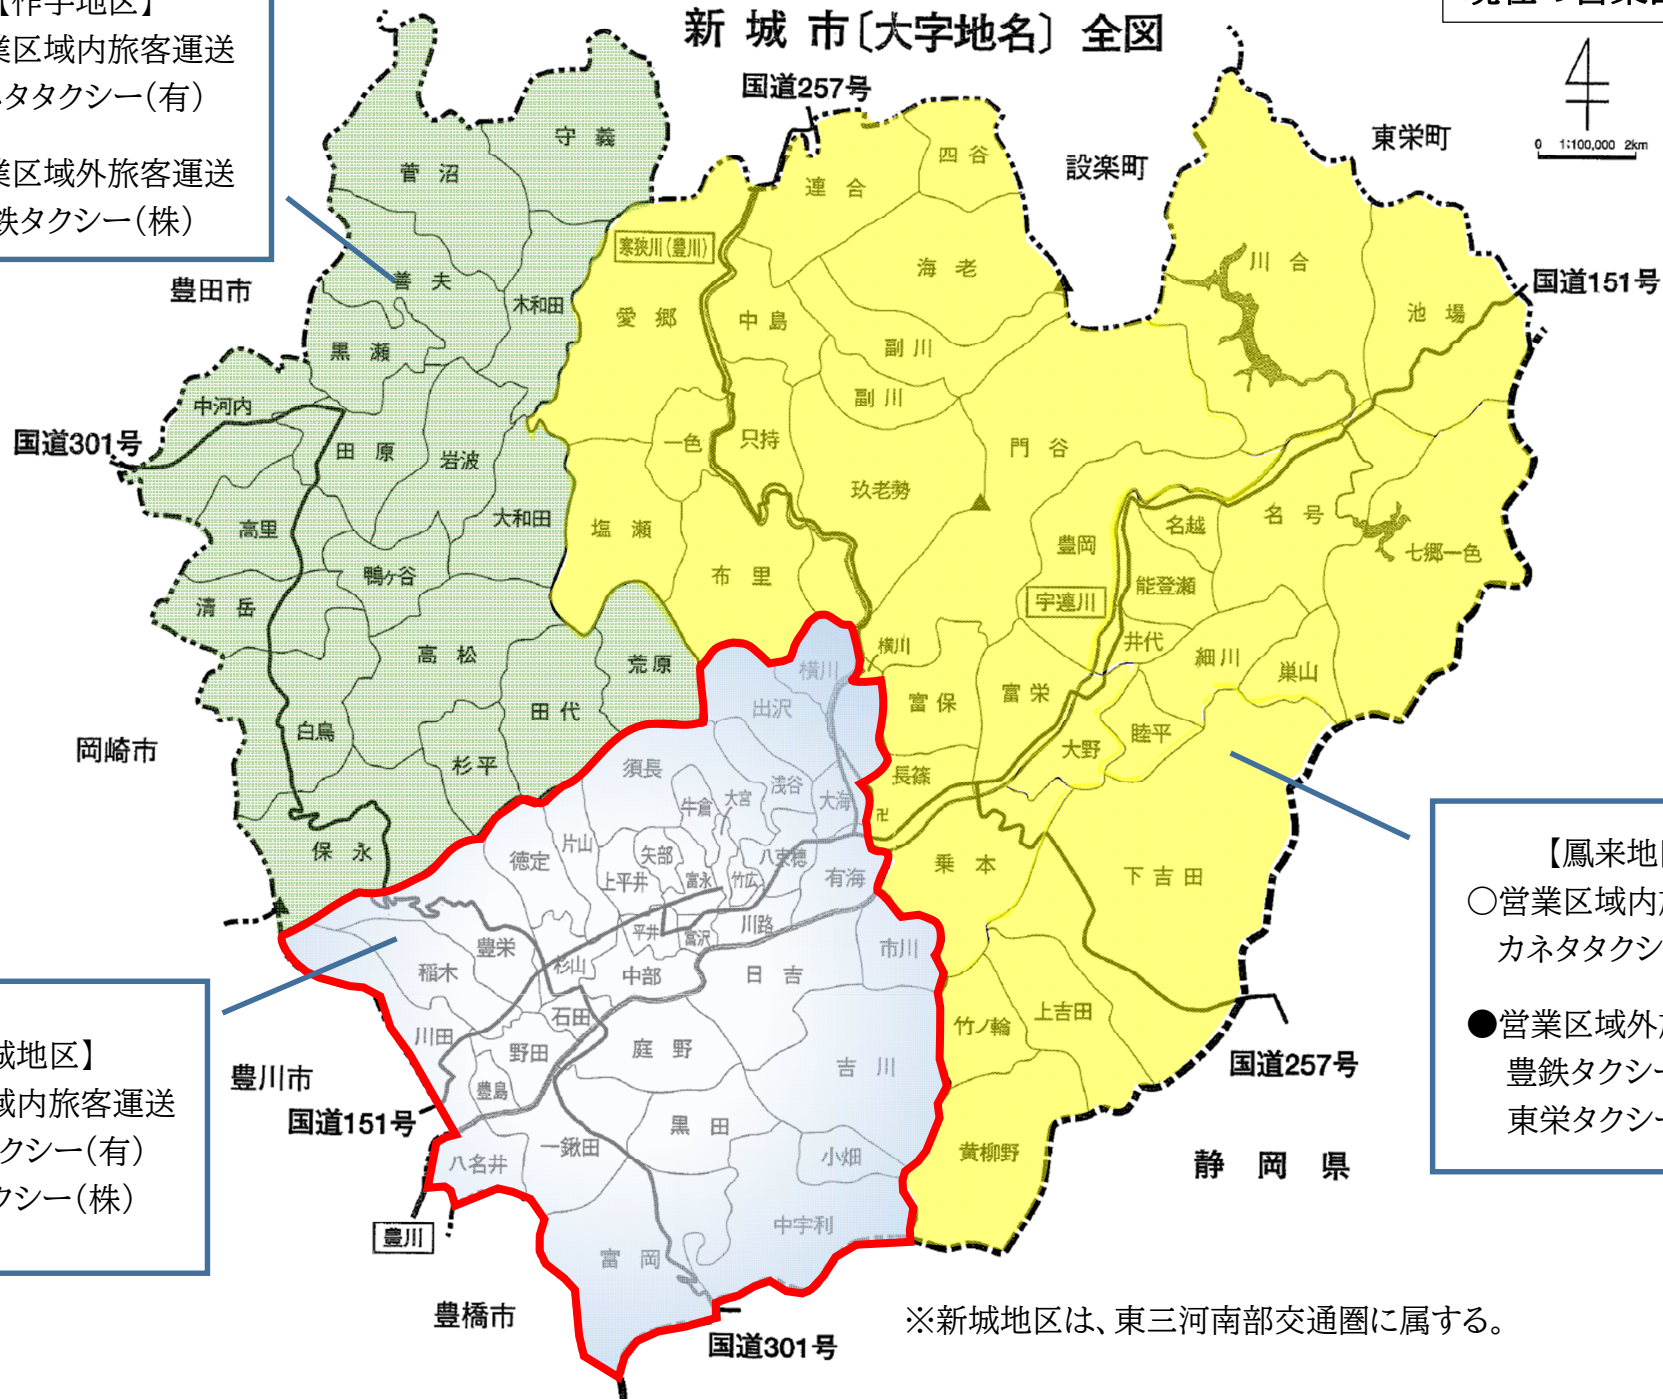 【作手地区】
業区域内旅客運送
ネタタクシー(有)
業区域外旅客運送
鉄タクシー(株)
新城市〔大字地名〕全図
国道257号
0 1:100,000 2km
東栄町
設楽町
守義
菅沼
四谷
連合
寒狭川(豊川)
善夫
木和田
豊田市
海老
川合
国道151号
池場
愛郷
中島
黒瀬
副川
副川
中河内
国道301号
田原
岩波
一色
只持
門谷
玖老勢
高里
大和田
塩瀬
名越
名号
豊岡
七郷一色
鴨ヶ谷
布里
能登瀬
宇連川
清岳
井代
細川
巣山
高松
荒原
横川
横川
富保
富栄
出沢
田代
白鳥
岡崎市
杉平
大野
睦平
須長
長篠
浅谷
大宮
大海
牛倉
卍
保永
徳定
片山
矢部
八束穂
上平井
富永
竹広
有海
乗本
下吉田
【鳳来地
○営業区域内
カネタタクシ
●営業区域外
豊鉄タクシー
東栄タクシー
豊栄
平井
富沢
川路
市川
稲木
杉山
中部
日吉
石田
竹ノ輪
上吉田
川田
野田
庭野
吉川
豊川市
豊島
国道257号
国道151号
城地区】
域内旅客運送
クシー(有)
クシー(株)
黒田
一鍬田
八名井
小畑
黄柳野
静岡県
中宇利
豊川
富岡
豊橋市
国道301号
※新城地区は、東三河南部交通圏に属する。